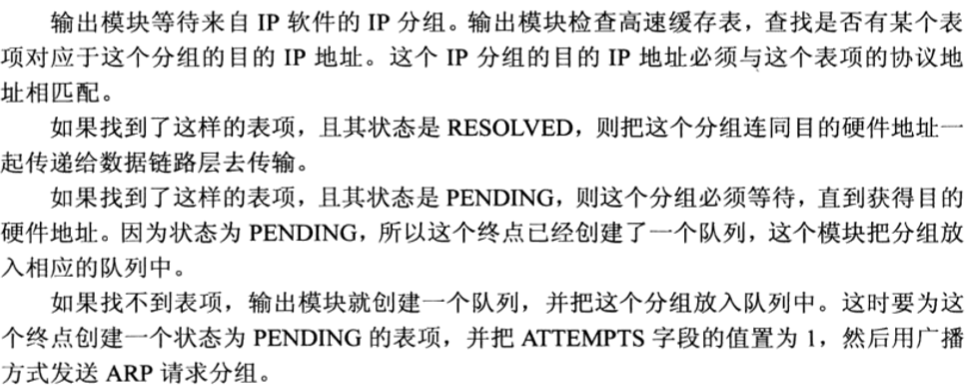 输出模块等待来自 IP 软件的 IP 分组。输出模块检查高速缓存表，查找是否有某个表
项对应于这个分组的目的 IP 地址。这个 IP 分组的目的 IP 地址必须与这个表项的协议地
址相匹配。
如果找到了这样的表项，且其状态是 RESOLVED，则把这个分组连同目的硬件地址一
起传递给数据链路层去传输。
如果找到了这样的表项，且其状态是 PENDING，则这个分组必须等待，直到获得目的
硬件地址。因为状态为 PENDING，所以这个终点已经创建了一个队列，这个模块把分组放
入相应的队列中。
如果找不到表项，输出模块就创建一个队列，并把这个分组放入队列中。这时要为这
个终点创建一个状态为 PENDING 的表项，并把 ATTEMPTS 字段的值置为 1，然后用广播
方式发送 ARP 请求分组。